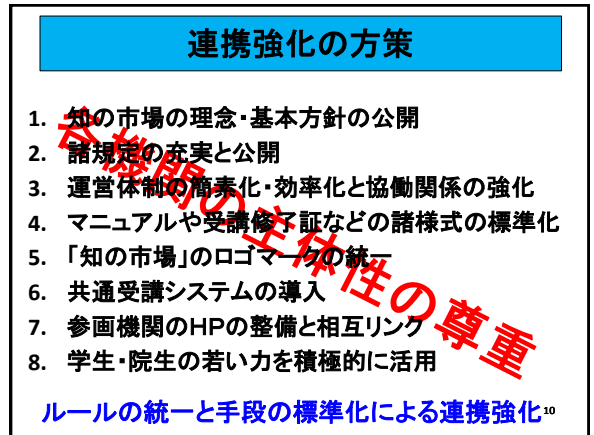 連携強化の方策
1. 知の市場の理念・基本方針の公開
2. 諸規定の充実と公開
3. 運営体制の簡素化・効率化と協働関係の強化
4. マニュアルや受講修了証などの諸様式の標準化
5. 「知の市場」のロゴマークの統一
6. 共通受講システムの導入
7. 参画機関のHPの整備と相互リンク
8. 学生・院生の若い力を積極的に活用
各機関の主体性の尊重
ルールの統一と手段の標準化による連携強化
10